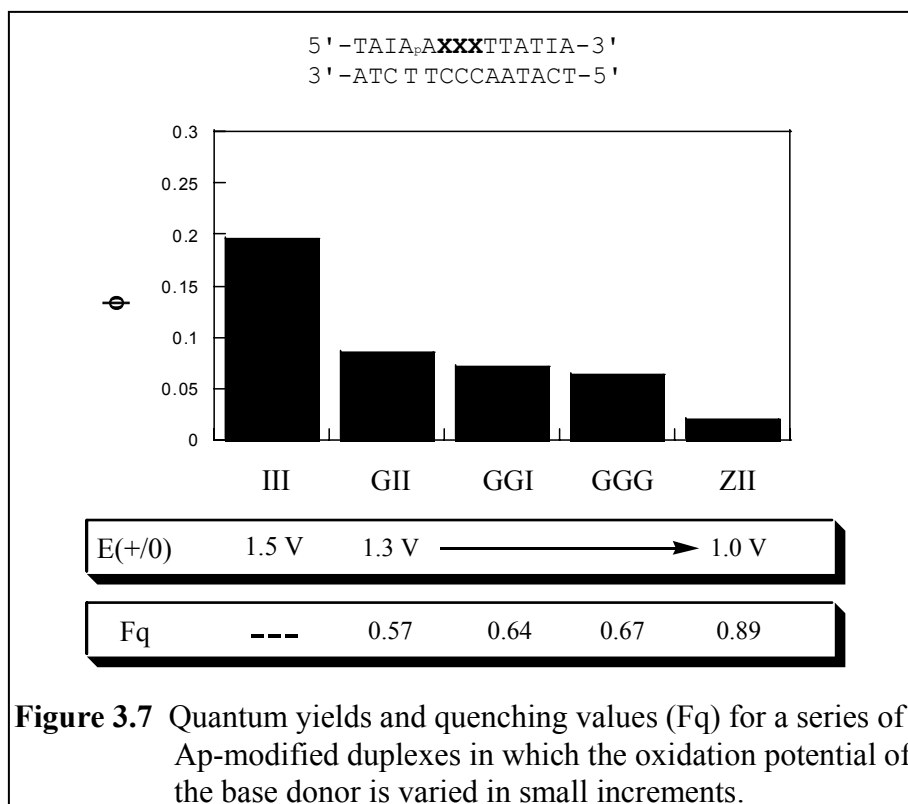 5'-TAIApAXXXTTATIA-3'
3'-ATCTTCCCAATACT-5'
0.3
0.25
0.2
0.15
0.1
0.05
0
ϕ
III GII GGI GGG ZII
E(+/0) 1.5 V 1.3 V 1.0 V
Fq --- 0.57 0.64 0.67 0.89
Figure 3.7 Quantum yields and quenching values (Fq) for a series of
Ap-modified duplexes in which the oxidation potential of
the base donor is varied in small increments.